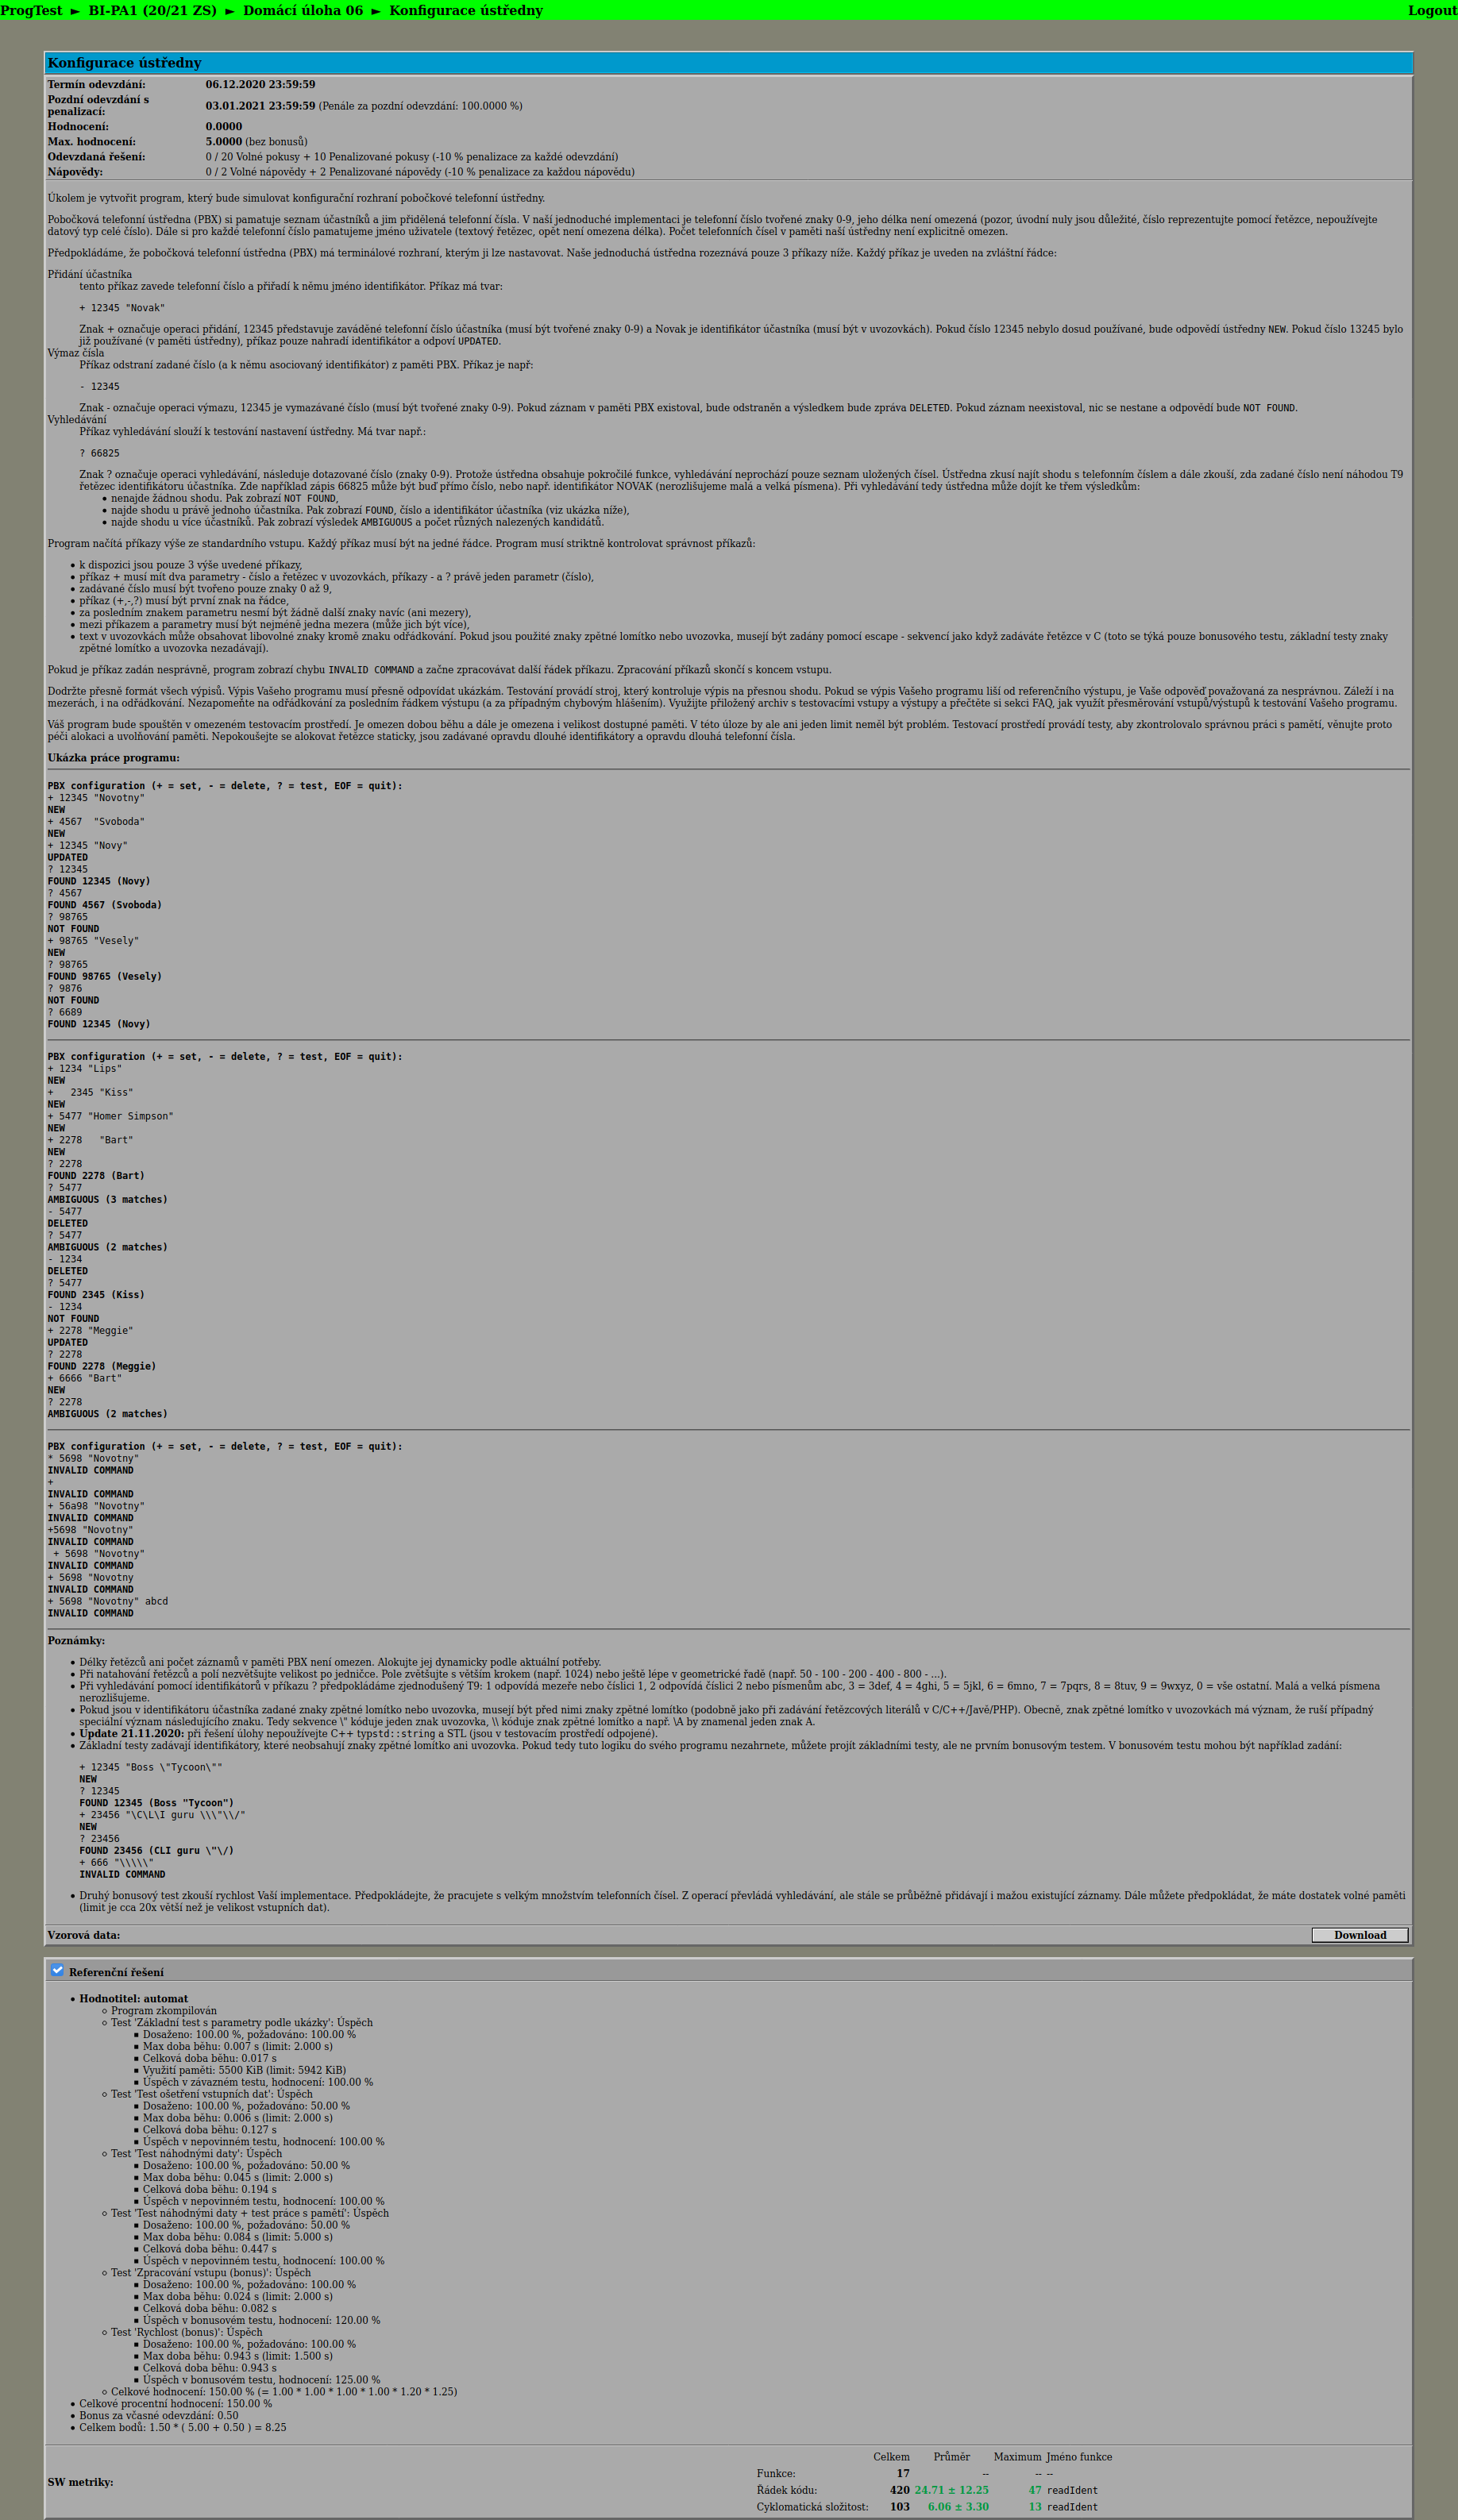 ProgTest ► BI-PA1 (20/21 ZS) ► Domácí úloha 06 ► Konfigurace ústředny
Logout
Konfigurace ústředny
Termín odevzdání: 06.12.2020 23:59:59
Pozdní odevzdání s
penalizací: 03.01.2021 23:59:59 (Penále za pozdní odevzdání: 100.0000 %)
Hodnocení: 0.0000
Max. hodnocení: 5.0000 (bez bonusů)
Odevzdaná řešení: 0 / 20 Volné pokusy + 10 Penalizované pokusy (-10 % penalizace za každé odevzdání)
Nápovědy: 0 / 2 Volné nápovědy + 2 Penalizované nápovědy (-10 % penalizace za každou nápovědu)
Úkolem je vytvořit program, který bude simulovat konfigurační rozhraní pobočkové telefonní ústředny.
Pobočková telefonní ústředna (PBX) si pamatuje seznam účastníků a jim přidělená telefonní čísla. V naší jednoduché implementaci je telefonní číslo tvořené znaky 0-9, jeho délka není omezená (pozor, úvodní nuly jsou důležité, číslo reprezentujte pomocí řetězce, nepoužívejte
datový typ celé číslo). Dále si pro každé telefonní číslo pamatujeme jméno uživatele (textový řetězec, opět není omezena délka). Počet telefonních čísel v paměti naší ústředny není explicitně omezen.
Předpokládáme, že pobočková telefonní ústředna (PBX) má terminálové rozhraní, kterým ji lze nastavovat. Naše jednoduchá ústředna rozeznává pouze 3 příkazy níže. Každý příkaz je uveden na zvláštní řádce:
Přidání účastníka
tento příkaz zavede telefonní číslo a přiřadí k němu jméno identifikátor. Příkaz má tvar:
+ 12345 "Novak"
Znak + označuje operaci přidání, 12345 představuje zaváděné telefonní číslo účastníka (musí být tvořené znaky 0-9) a Novak je identifikátor účastníka (musí být v uvozovkách). Pokud číslo 12345 nebylo dosud používané, bude odpovědí ústředny NEW. Pokud číslo 13245 bylo
již používané (v paměti ústředny), příkaz pouze nahradí identifikátor a odpoví UPDATED.
Výmaz čísla
Příkaz odstraní zadané číslo (a k němu asociovaný identifikátor) z paměti PBX. Příkaz je např:
- 12345
Znak - označuje operaci výmazu, 12345 je vymazávané číslo (musí být tvořené znaky 0-9). Pokud záznam v paměti PBX existoval, bude odstraněn a výsledkem bude zpráva DELETED. Pokud záznam neexistoval, nic se nestane a odpovědí bude NOT FOUND.
Vyhledávání
Příkaz vyhledávání slouží k testování nastavení ústředny. Má tvar např.:
? 66825
Znak ? označuje operaci vyhledávání, následuje dotazované číslo (znaky 0-9). Protože ústředna obsahuje pokročilé funkce, vyhledávání neprochází pouze seznam uložených čísel. Ústředna zkusí najít shodu s telefonním číslem a dále zkouší, zda zadané číslo není náhodou T9
řetězec identifikátoru účastníka. Zde například zápis 66825 může být buď přímo číslo, nebo např. identifikátor NOVAK (nerozlišujeme malá a velká písmena). Při vyhledávání tedy ústředna může dojít ke třem výsledkům:
• nenajde žádnou shodu. Pak zobrazí NOT FOUND,
• najde shodu u právě jednoho účastníka. Pak zobrazí FOUND, číslo a identifikátor účastníka (viz ukázka níže),
• najde shodu u více účastníků. Pak zobrazí výsledek AMBIGUOUS a počet různých nalezených kandidátů.
Program načítá příkazy výše ze standardního vstupu. Každý příkaz musí být na jedné řádce. Program musí striktně kontrolovat správnost příkazů:
• k dispozici jsou pouze 3 výše uvedené příkazy,
• příkaz + musí mít dva parametry - číslo a řetězec v uvozovkách, příkazy - a ? právě jeden parametr (číslo),
• zadávané číslo musí být tvořeno pouze znaky 0 až 9,
• příkaz (+,-,?) musí být první znak na řádce,
• za posledním znakem parametru nesmí být žádně další znaky navíc (ani mezery),
• mezi příkazem a parametry musí být nejméně jedna mezera (může jich být více),
• text v uvozovkách může obsahovat libovolné znaky kromě znaku odřádkování. Pokud jsou použité znaky zpětné lomítko nebo uvozovka, musejí být zadány pomocí escape - sekvencí jako když zadáváte řetězce v C (toto se týká pouze bonusového testu, základní testy znaky
zpětné lomítko a uvozovka nezadávají).
Pokud je příkaz zadán nesprávně, program zobrazí chybu INVALID COMMAND a začne zpracovávat další řádek příkazu. Zpracování příkazů skončí s koncem vstupu.
Dodržte přesně formát všech výpisů. Výpis Vašeho programu musí přesně odpovídat ukázkám. Testování provádí stroj, který kontroluje výpis na přesnou shodu. Pokud se výpis Vašeho programu liší od referenčního výstupu, je Vaše odpověď považovaná za nesprávnou. Záleží i na
mezerách, i na odřádkování. Nezapomeňte na odřádkování za posledním řádkem výstupu (a za případným chybovým hlášením). Využijte přiložený archiv s testovacími vstupy a výstupy a přečtěte si sekci FAQ, jak využít přesměrování vstupů/výstupů k testování Vašeho programu.
Váš program bude spouštěn v omezeném testovacím prostředí. Je omezen dobou běhu a dále je omezena i velikost dostupné paměti. V této úloze by ale ani jeden limit neměl být problém. Testovací prostředí provádí testy, aby zkontrolovalo správnou práci s pamětí, věnujte proto
péči alokaci a uvolňování paměti. Nepokoušejte se alokovat řetězce staticky, jsou zadávané opravdu dlouhé identifikátory a opravdu dlouhá telefonní čísla.
Ukázka práce programu:
PBX configuration (+ = set, - = delete, ? = test, EOF = quit):
+ 12345 "Novotny"
NEW
+ 4567  "Svoboda"
NEW
+ 12345 "Novy"
UPDATED
? 12345
FOUND 12345 (Novy)
? 4567
FOUND 4567 (Svoboda)
? 98765
NOT FOUND
+ 98765 "Vesely"
NEW
? 98765
FOUND 98765 (Vesely)
? 9876
NOT FOUND
? 6689
FOUND 12345 (Novy)
PBX configuration (+ = set, - = delete, ? = test, EOF = quit):
+ 1234 "Lips"
NEW
+   2345 "Kiss"
NEW
+ 5477 "Homer Simpson"
NEW
+ 2278   "Bart"
NEW
? 2278
FOUND 2278 (Bart)
? 5477
AMBIGUOUS (3 matches)
- 5477
DELETED
? 5477
AMBIGUOUS (2 matches)
- 1234
DELETED
? 5477
FOUND 2345 (Kiss)
- 1234
NOT FOUND
+ 2278 "Meggie"
UPDATED
? 2278
FOUND 2278 (Meggie)
+ 6666 "Bart"
NEW
? 2278
AMBIGUOUS (2 matches)
PBX configuration (+ = set, - = delete, ? = test, EOF = quit):
* 5698 "Novotny"
INVALID COMMAND
+
INVALID COMMAND
+ 56a98 "Novotny"
INVALID COMMAND
+5698 "Novotny"
INVALID COMMAND
 + 5698 "Novotny"
INVALID COMMAND
+ 5698 "Novotny
INVALID COMMAND
+ 5698 "Novotny" abcd
INVALID COMMAND
Poznámky:
• Délky řetězců ani počet záznamů v paměti PBX není omezen. Alokujte jej dynamicky podle aktuální potřeby.
• Při natahování řetězců a polí nezvětšujte velikost po jedničce. Pole zvětšujte s větším krokem (např. 1024) nebo ještě lépe v geometrické řadě (např. 50 - 100 - 200 - 400 - 800 - ...).
• Při vyhledávání pomocí identifikátorů v příkazu ? předpokládáme zjednodušený T9: 1 odpovídá mezeře nebo číslici 1, 2 odpovídá číslici 2 nebo písmenům abc, 3 = 3def, 4 = 4ghi, 5 = 5jkl, 6 = 6mno, 7 = 7pqrs, 8 = 8tuv, 9 = 9wxyz, 0 = vše ostatní. Malá a velká písmena
nerozlišujeme.
• Pokud jsou v identifikátoru účastníka zadané znaky zpětné lomítko nebo uvozovka, musejí být před nimi znaky zpětné lomítko (podobně jako při zadávání řetězcových literálů v C/C++/Javě/PHP). Obecně, znak zpětné lomítko v uvozovkách má význam, že ruší případný
speciální význam následujícího znaku. Tedy sekvence \" kóduje jeden znak uvozovka, \\ kóduje znak zpětné lomítko a např. \A by znamenal jeden znak A.
• Update 21.11.2020: při řešení úlohy nepoužívejte C++ typstd::string a STL (jsou v testovacím prostředí odpojené).
• Základní testy zadávají identifikátory, které neobsahují znaky zpětné lomítko ani uvozovka. Pokud tedy tuto logiku do svého programu nezahrnete, můžete projít základními testy, ale ne prvním bonusovým testem. V bonusovém testu mohou být například zadání:
+ 12345 "Boss \"Tycoon\""
NEW
? 12345
FOUND 12345 (Boss "Tycoon")
+ 23456 "\C\L\I guru \\\"\\/"
NEW
? 23456
FOUND 23456 (CLI guru \"\/)
+ 666 "\\\\\"
INVALID COMMAND
• Druhý bonusový test zkouší rychlost Vaší implementace. Předpokládejte, že pracujete s velkým množstvím telefonních čísel. Z operací převládá vyhledávání, ale stále se průběžně přidávají i mažou existující záznamy. Dále můžete předpokládat, že máte dostatek volné paměti
(limit je cca 20x větší než je velikost vstupních dat).
Vzorová data:
Download
Referenční řešení
• Hodnotitel: automat
◦ Program zkompilován
◦ Test 'Základní test s parametry podle ukázky': Úspěch
▪ Dosaženo: 100.00 %, požadováno: 100.00 %
▪ Max doba běhu: 0.007 s (limit: 2.000 s)
▪ Celková doba běhu: 0.017 s
▪ Využití paměti: 5500 KiB (limit: 5942 KiB)
▪ Úspěch v závazném testu, hodnocení: 100.00 %
◦ Test 'Test ošetření vstupních dat': Úspěch
▪ Dosaženo: 100.00 %, požadováno: 50.00 %
▪ Max doba běhu: 0.006 s (limit: 2.000 s)
▪ Celková doba běhu: 0.127 s
▪ Úspěch v nepovinném testu, hodnocení: 100.00 %
◦ Test 'Test náhodnými daty': Úspěch
▪ Dosaženo: 100.00 %, požadováno: 50.00 %
▪ Max doba běhu: 0.045 s (limit: 2.000 s)
▪ Celková doba běhu: 0.194 s
▪ Úspěch v nepovinném testu, hodnocení: 100.00 %
◦ Test 'Test náhodnými daty + test práce s pamětí': Úspěch
▪ Dosaženo: 100.00 %, požadováno: 50.00 %
▪ Max doba běhu: 0.084 s (limit: 5.000 s)
▪ Celková doba běhu: 0.447 s
▪ Úspěch v nepovinném testu, hodnocení: 100.00 %
◦ Test 'Zpracování vstupu (bonus)': Úspěch
▪ Dosaženo: 100.00 %, požadováno: 100.00 %
▪ Max doba běhu: 0.024 s (limit: 2.000 s)
▪ Celková doba běhu: 0.082 s
▪ Úspěch v bonusovém testu, hodnocení: 120.00 %
◦ Test 'Rychlost (bonus)': Úspěch
▪ Dosaženo: 100.00 %, požadováno: 100.00 %
▪ Max doba běhu: 0.943 s (limit: 1.500 s)
▪ Celková doba běhu: 0.943 s
▪ Úspěch v bonusovém testu, hodnocení: 125.00 %
◦ Celkové hodnocení: 150.00 % (= 1.00 * 1.00 * 1.00 * 1.00 * 1.20 * 1.25)
• Celkové procentní hodnocení: 150.00 %
• Bonus za včasné odevzdání: 0.50
• Celkem bodů: 1.50 * ( 5.00 + 0.50 ) = 8.25
SW metriky:
Celkem Průměr Maximum Jméno funkce
Funkce: 17 -- -- --
Řádek kódu: 420 24.71 ± 12.25 47 readIdent
Cyklomatická složitost: 103 6.06 ± 3.30 13 readIdent